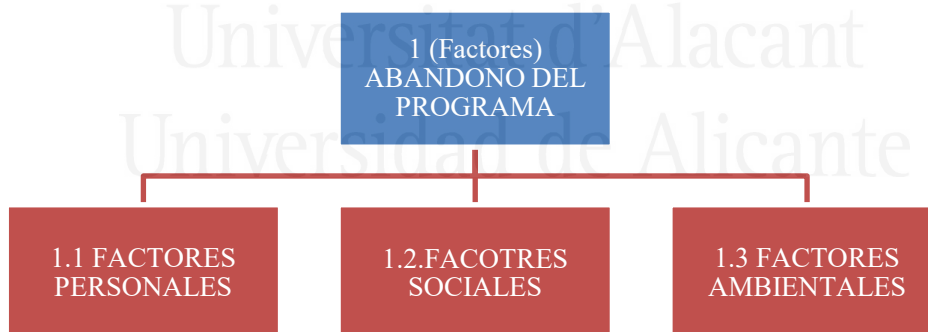 Universitat d'Alacant
1 (Factores)
ABANDONO DEL
PROGRAMA
Universidad de Alicante
1.1 FACTORES
PERSONALES
1.2.FACOTRES
SOCIALES
1.3 FACTORES
AMBIENTALES